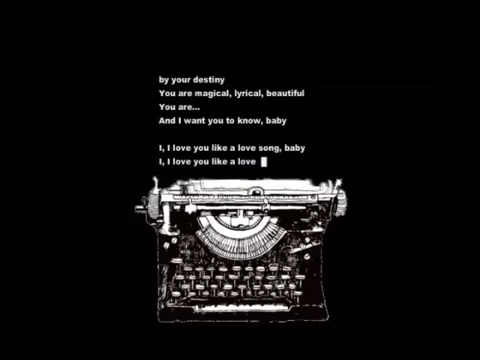 by your destiny
You are magical, lyrical, beautiful
You are...
And I want you to know, baby
I, I love you like a love song, baby
I, I love you like a love